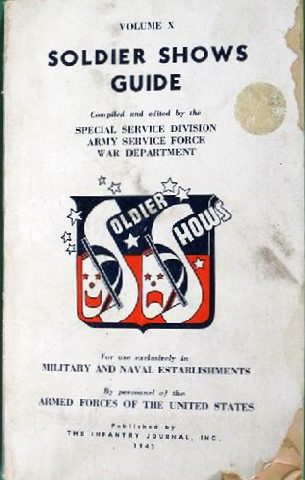 VOLUME X
SOLDIER SHOWS
GUIDE
Compiled and edited by the
SPECIAL SERVICE DIVISION
ARMY SERVICE FORCE
WAR DEPARTMENT
SOLDIER
SHOWS
For use exclusively in
MILITARY AND NAVAL ESTABLISHMENTS
By personnel of the
ARMED FORCES OF THE UNITED STATES
Published by
THE INFANTRY JOURNAL, INC.